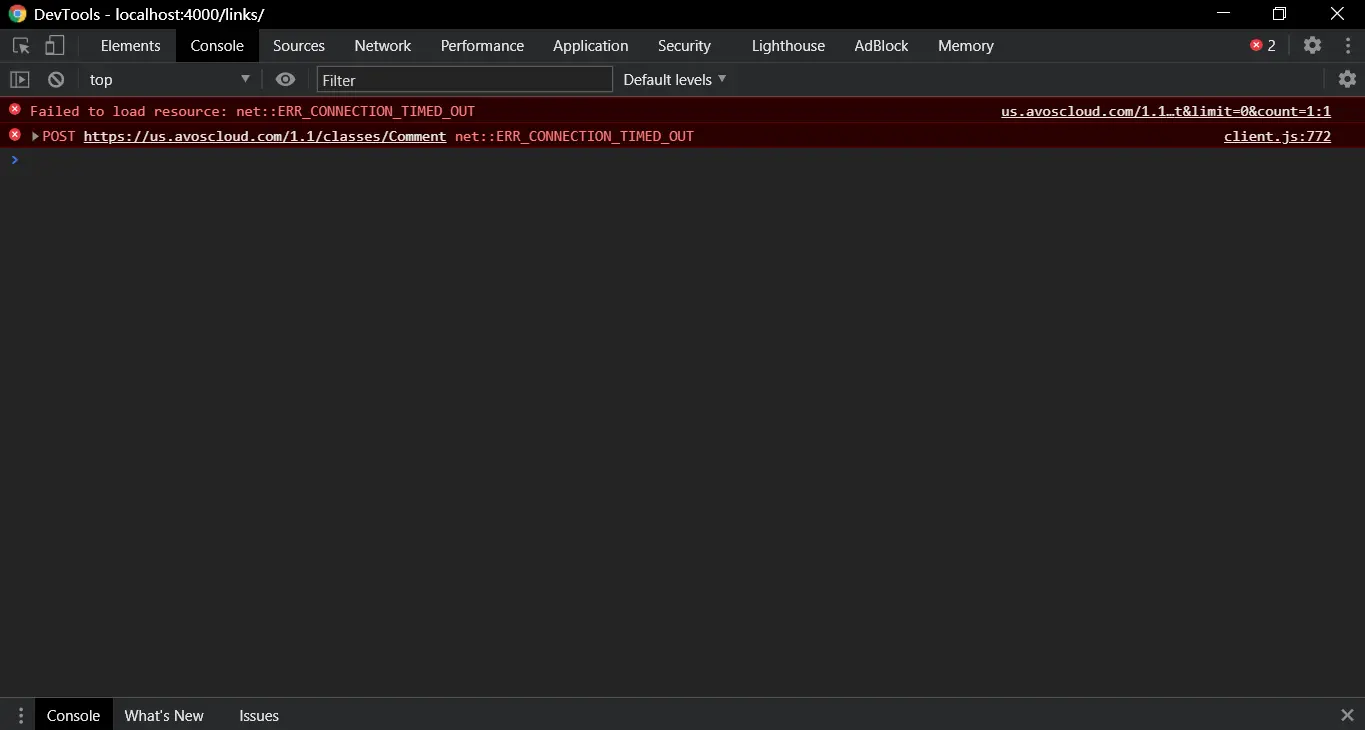 DevTools - localhost:4000/links/
Elements Console Sources Network Performance Application Security Lighthouse AdBlock Memory 2
top Filter Default levels
Failed to load resource: net::ERR_CONNECTION_TIMED_OUT us.avoscloud.com/1.1…t&limit=0&count=1:1
POST https://us.avoscloud.com/1.1/classes/Comment net::ERR_CONNECTION_TIMED_OUT client.js:772
Console What's New Issues